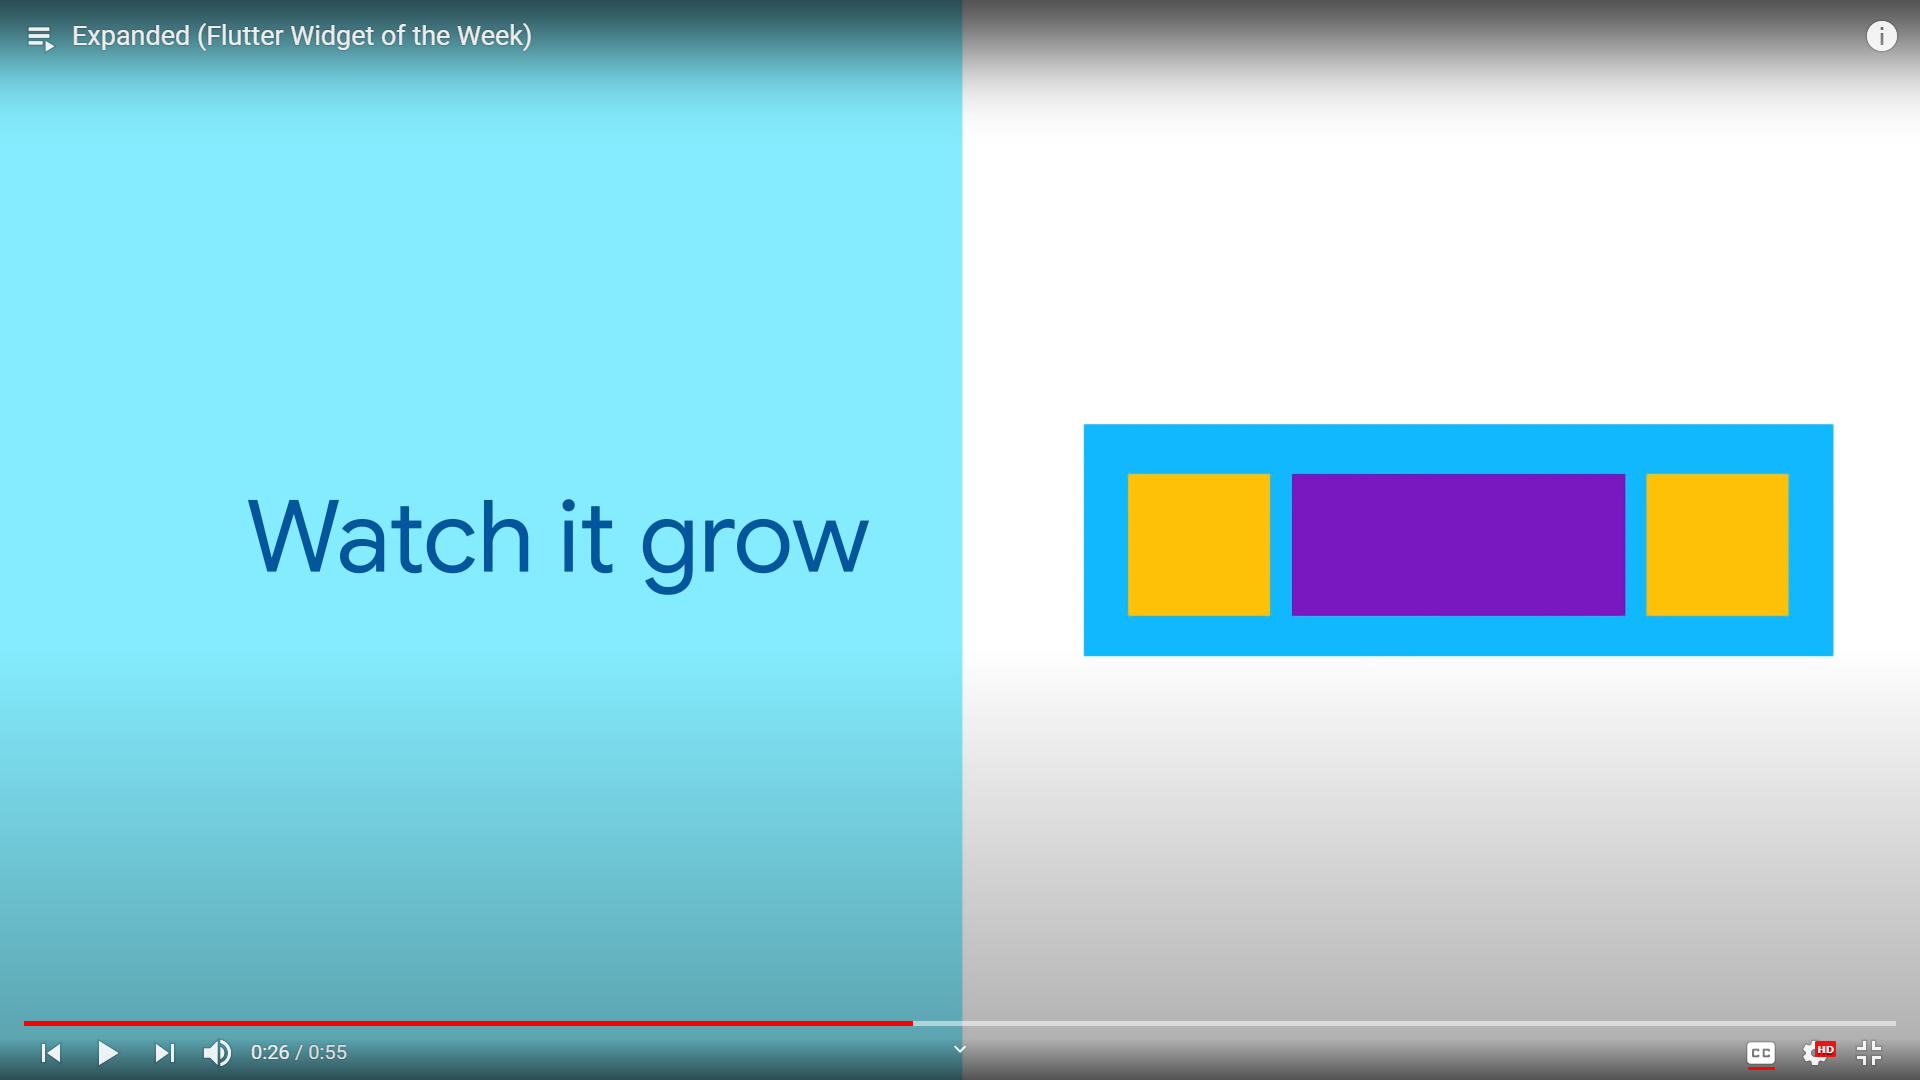 Expanded (Flutter Widget of the Week)
i
Watch it grow
0:26 / 0:55
CC
HD